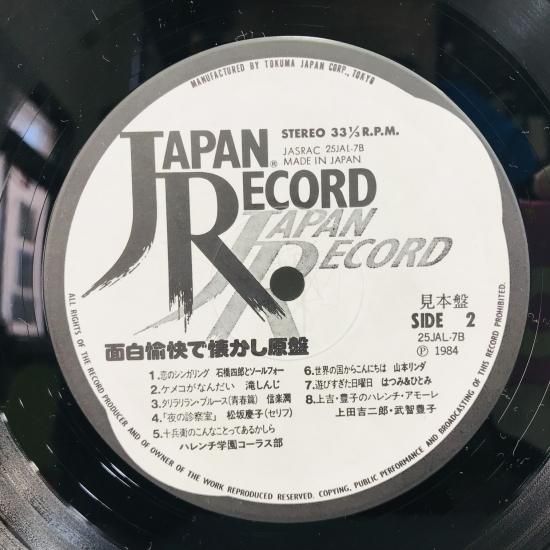 MANUFACTURED BY TOKUMA JAPAN CORP., TOKYO
JAPAN RECORD
®
JAPAN RECORD
STEREO 33⅓ R.P.M.
JASRAC 25JAL-7B
MADE IN JAPAN
見本盤
SIDE 2
25JAL-7B
Ⓟ 1984
面白愉快で懐かし原盤
1.恋のシンガリング 石橋四郎とソールフォー
2.ケメコがなんだい 滝しんじ
3.タリラリラン・ブルース(青春篇) 信楽潤
4.「夜の診察室」 松坂慶子(セリフ)
5.十兵衛のこんなことってあるかしら
ハレンチ学園コーラス部
6.世界の国からこんにちは 山本リンダ
7.遊びすぎた日曜日 はつみ&ひとみ
8.上吉・豊子のハレンチ・アモーレ
上田吉二郎・武智豊子
ALL RIGHTS OF THE RECORD PRODUCER AND OF OWNER OF THE WORK REPRODUCED RESERVED. COPYING, PUBLIC PERFORMANCE AND BROADCASTING OF THIS RECORD PROHIBITED.